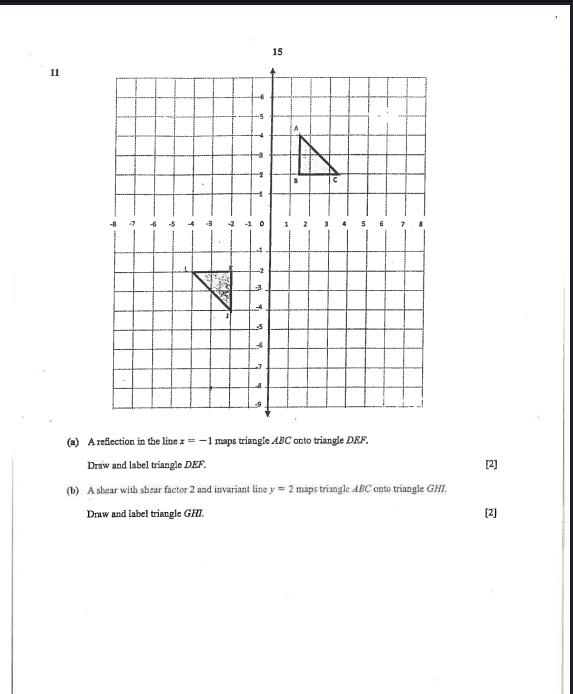 15
11
6
5
4
A
3
2
B C
1
-8 -7 -6 -5 -4 -3 -2 -1 0 1 2 3 4 5 6 7 8
-1
L -2
-3
-4
J
-5
-6
-7
-8
-9
(a) A reflection in the line x = −1 maps triangle ABC onto triangle DEF.
Draw and label triangle DEF. [2]
(b) A shear with shear factor 2 and invariant line y = 2 maps triangle ABC onto triangle GHI.
Draw and label triangle GHI. [2]